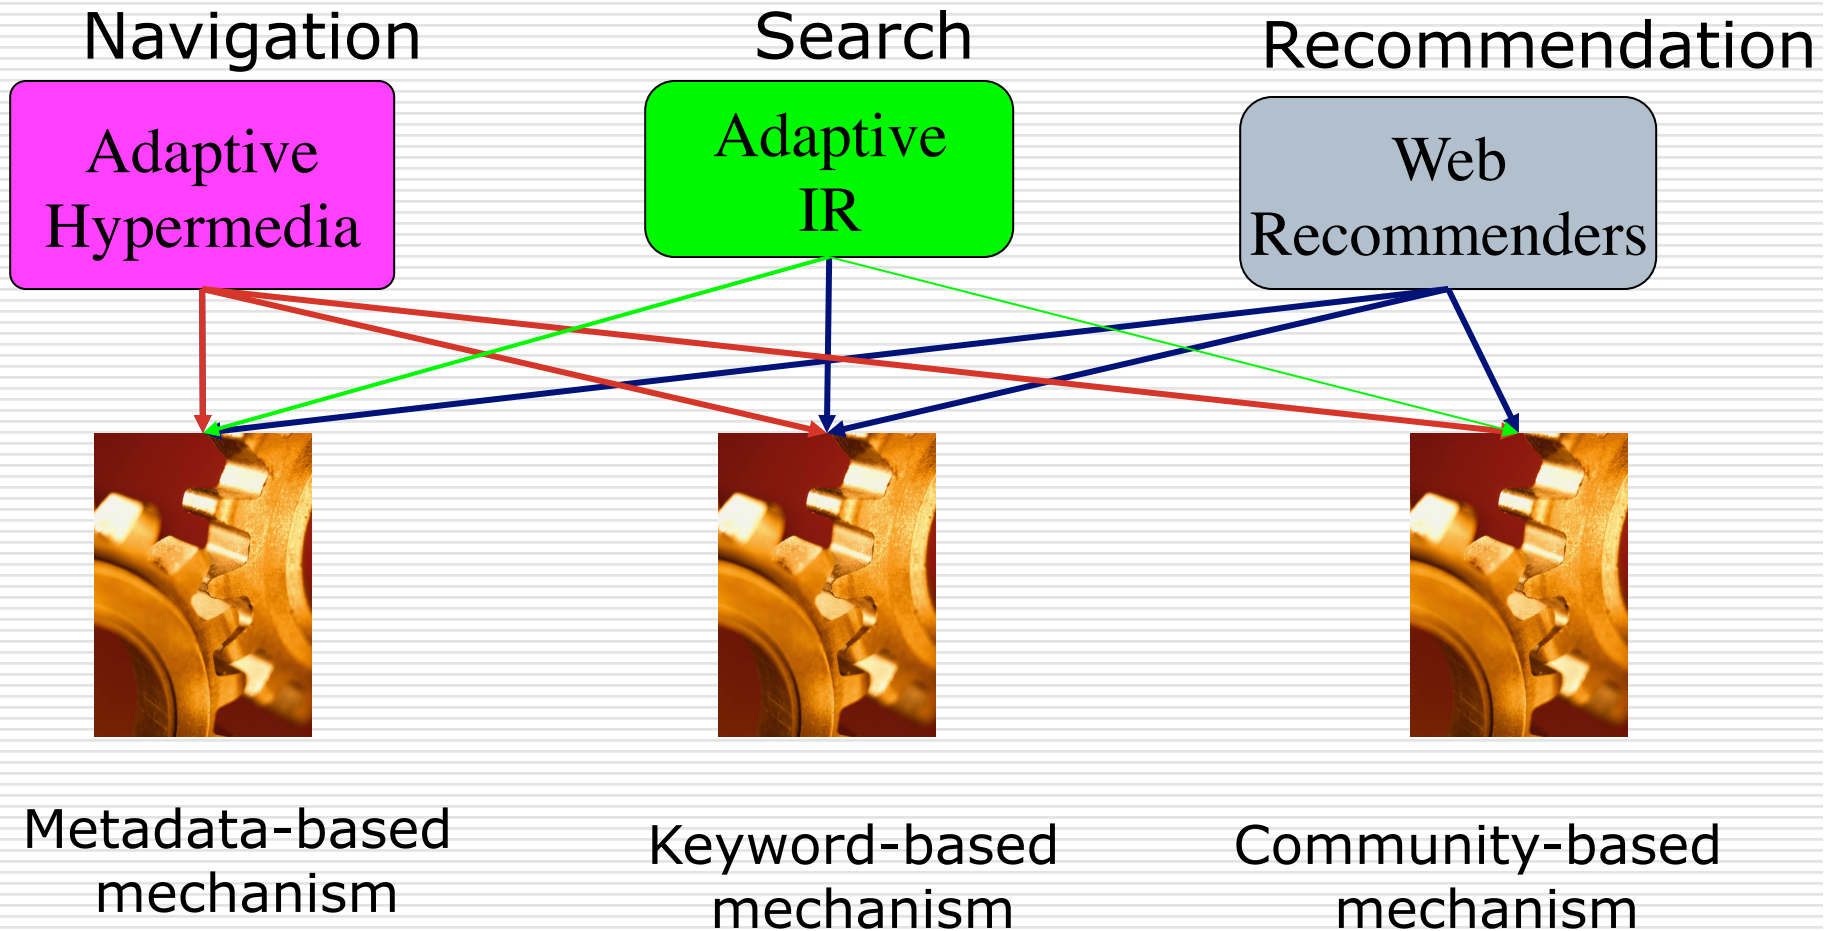 Navigation
Search
Recommendation
Adaptive
Hypermedia
Adaptive
IR
Web
Recommenders
Metadata-based
mechanism
Keyword-based
mechanism
Community-based
mechanism